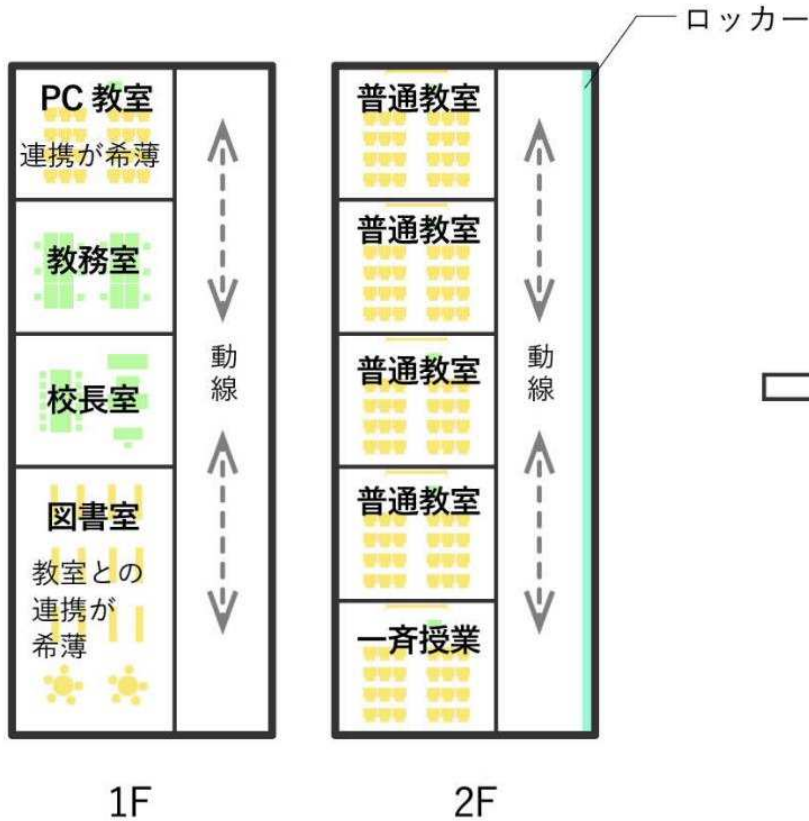 ロッカー
PC 教室
連携が希薄
教務室
校長室
図書室
教室との
連携が
希薄
動線
1F
普通教室
普通教室
普通教室
普通教室
一斉授業
動線
2F